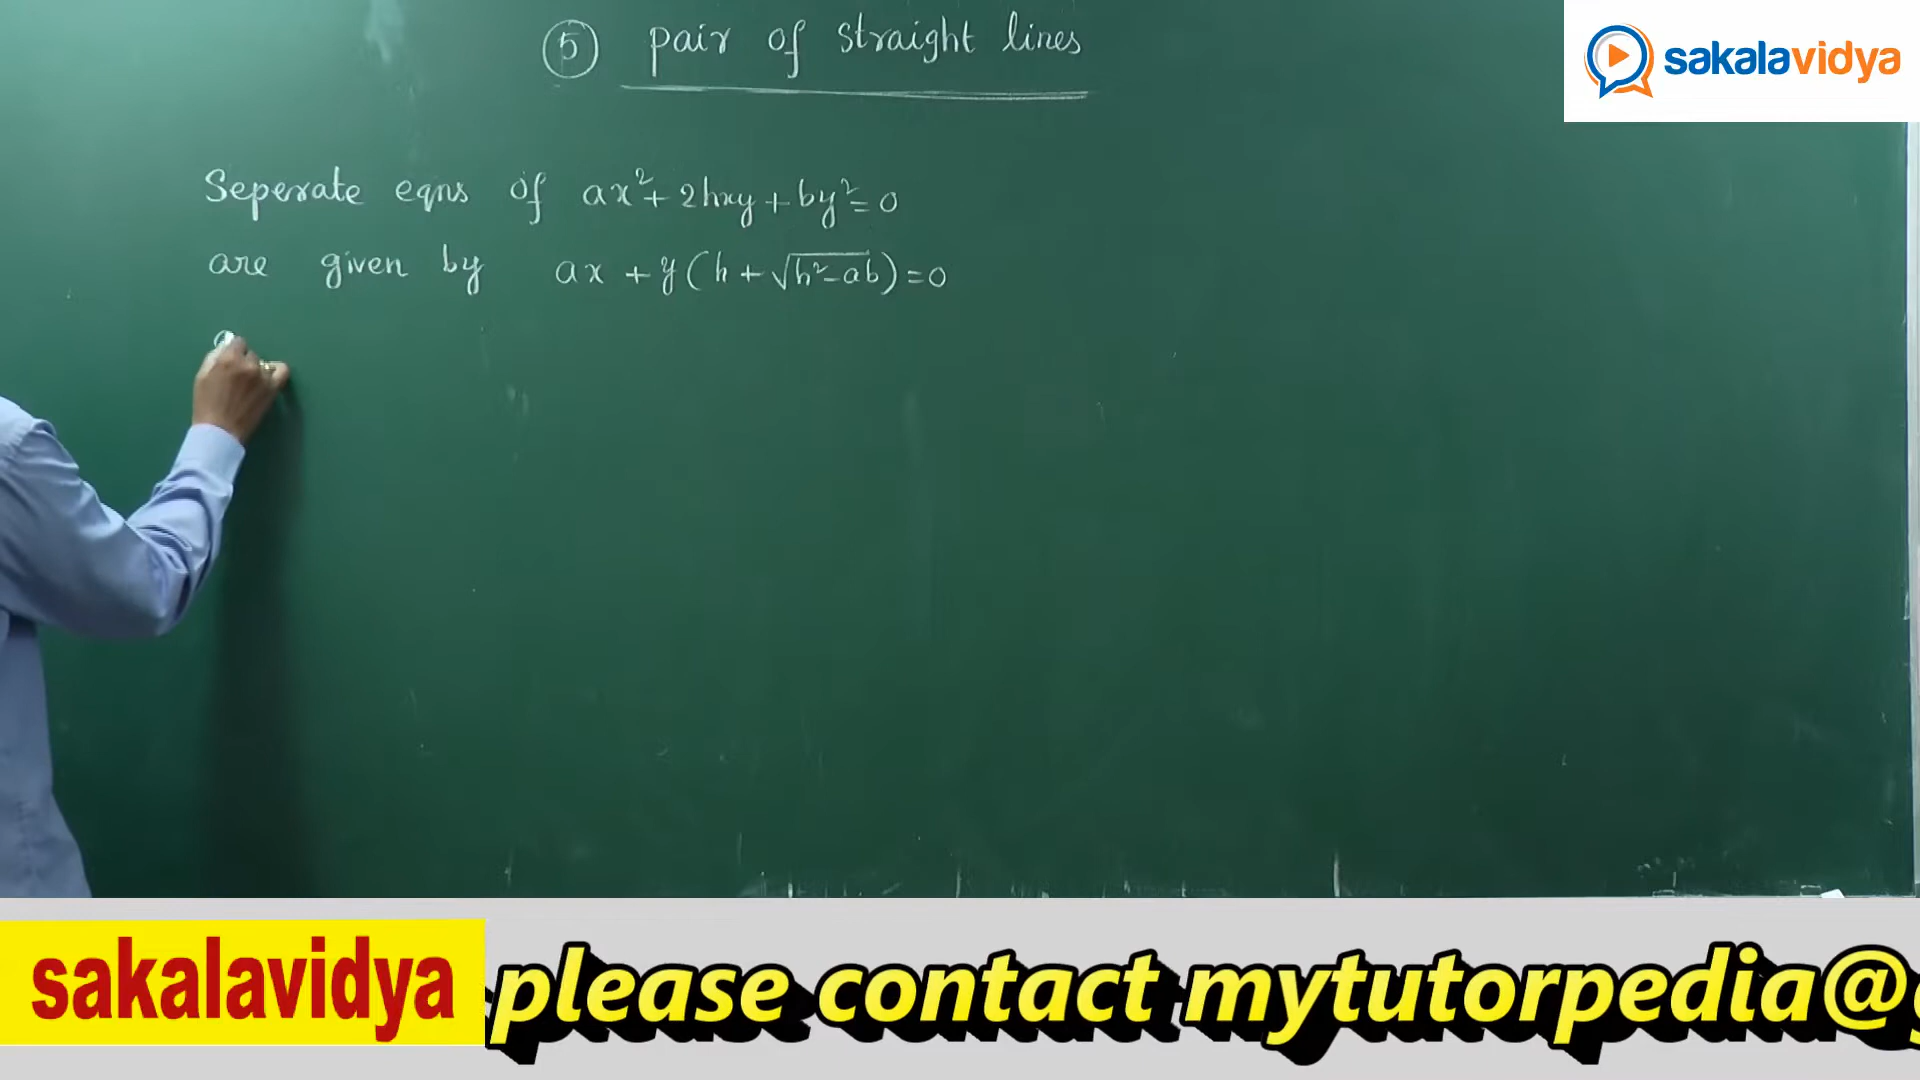 5 pair of straight lines
sakalavidya
Seperate eqns of ax²+2hxy+by²=0
are given by ax+y(h+√h²-ab)=0
sakalavidya
please contact mytutorpedia@